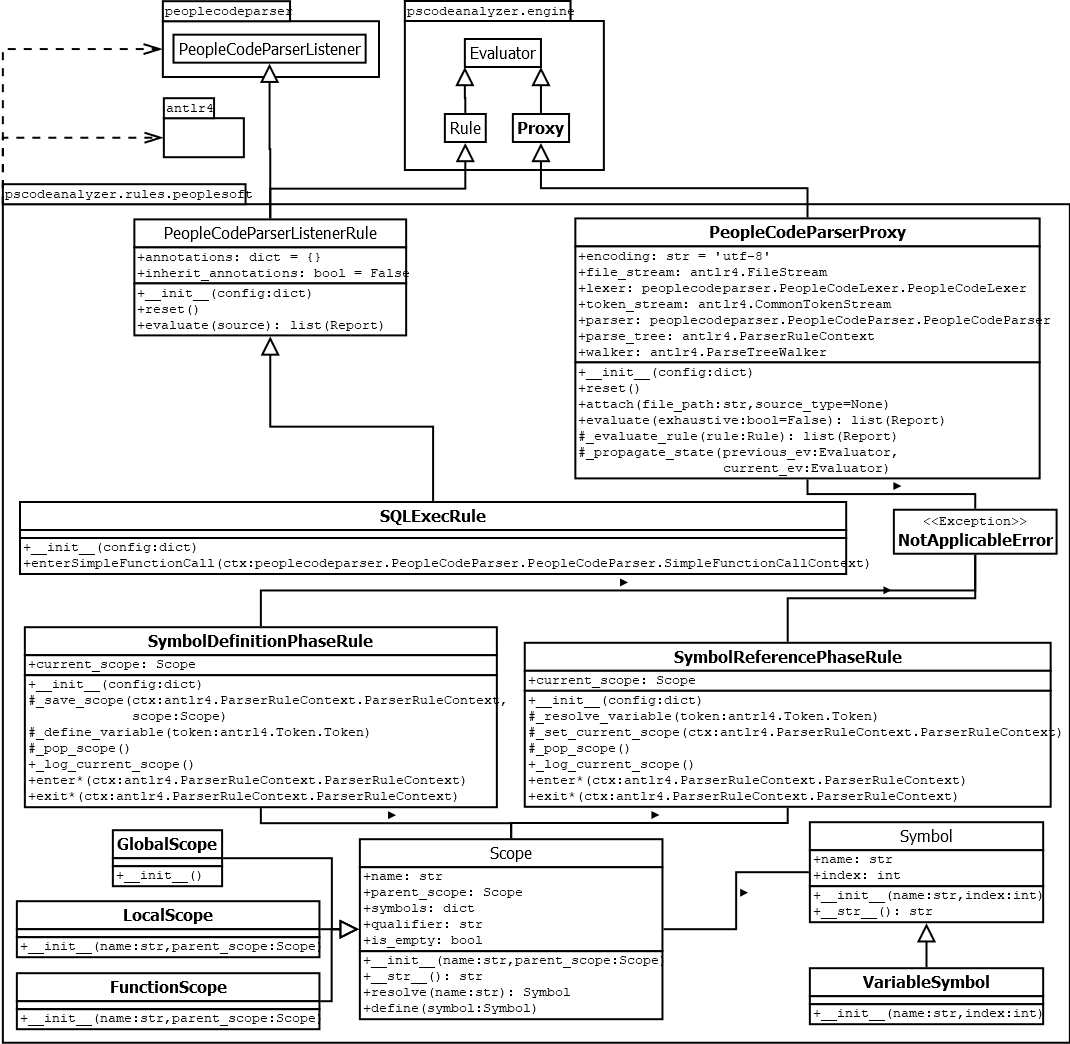 peoplecodeparser
PeopleCodeParserListener
pscodeanalyzer.engine
Evaluator
Rule
Proxy
antlr4
pscodeanalyzer.rules.peoplesoft
PeopleCodeParserListenerRule
+annotations: dict = {}
+inherit_annotations: bool = False
+__init__(config:dict)
+reset()
+evaluate(source): list(Report)
PeopleCodeParserProxy
+encoding: str = 'utf-8'
+file_stream: antlr4.FileStream
+lexer: peoplecodeparser.PeopleCodeLexer.PeopleCodeLexer
+token_stream: antlr4.CommonTokenStream
+parser: peoplecodeparser.PeopleCodeParser.PeopleCodeParser
+parse_tree: antlr4.ParserRuleContext
+walker: antlr4.ParseTreeWalker
+__init__(config:dict)
+reset()
+attach(file_path:str,source_type=None)
+evaluate(exhaustive:bool=False): list(Report)
#_evaluate_rule(rule:Rule): list(Report)
#_propagate_state(previous_ev:Evaluator,
current_ev:Evaluator)
SQLExecRule
+__init__(config:dict)
+enterSimpleFunctionCall(ctx:peoplecodeparser.PeopleCodeParser.PeopleCodeParser.SimpleFunctionCallContext)
<<Exception>>
NotApplicableError
SymbolDefinitionPhaseRule
+current_scope: Scope
+__init__(config:dict)
#_save_scope(ctx:antlr4.ParserRuleContext.ParserRuleContext,
scope:Scope)
#_define_variable(token:antrl4.Token.Token)
#_pop_scope()
+_log_current_scope()
+enter*(ctx:antlr4.ParserRuleContext.ParserRuleContext)
+exit*(ctx:antlr4.ParserRuleContext.ParserRuleContext)
SymbolReferencePhaseRule
+current_scope: Scope
+__init__(config:dict)
#_resolve_variable(token:antrl4.Token.Token)
#_set_current_scope(ctx:antlr4.ParserRuleContext.ParserRuleContext)
#_pop_scope()
+_log_current_scope()
+enter*(ctx:antlr4.ParserRuleContext.ParserRuleContext)
+exit*(ctx:antlr4.ParserRuleContext.ParserRuleContext)
GlobalScope
+__init__()
LocalScope
+__init__(name:str,parent_scope:Scope)
FunctionScope
+__init__(name:str,parent_scope:Scope)
Scope
+name: str
+parent_scope: Scope
+symbols: dict
+qualifier: str
+is_empty: bool
+__init__(name:str,parent_scope:Scope)
+__str__(): str
+resolve(name:str): Symbol
+define(symbol:Symbol)
Symbol
+name: str
+index: int
+__init__(name:str,index:int)
+__str__(): str
VariableSymbol
+__init__(name:str,index:int)